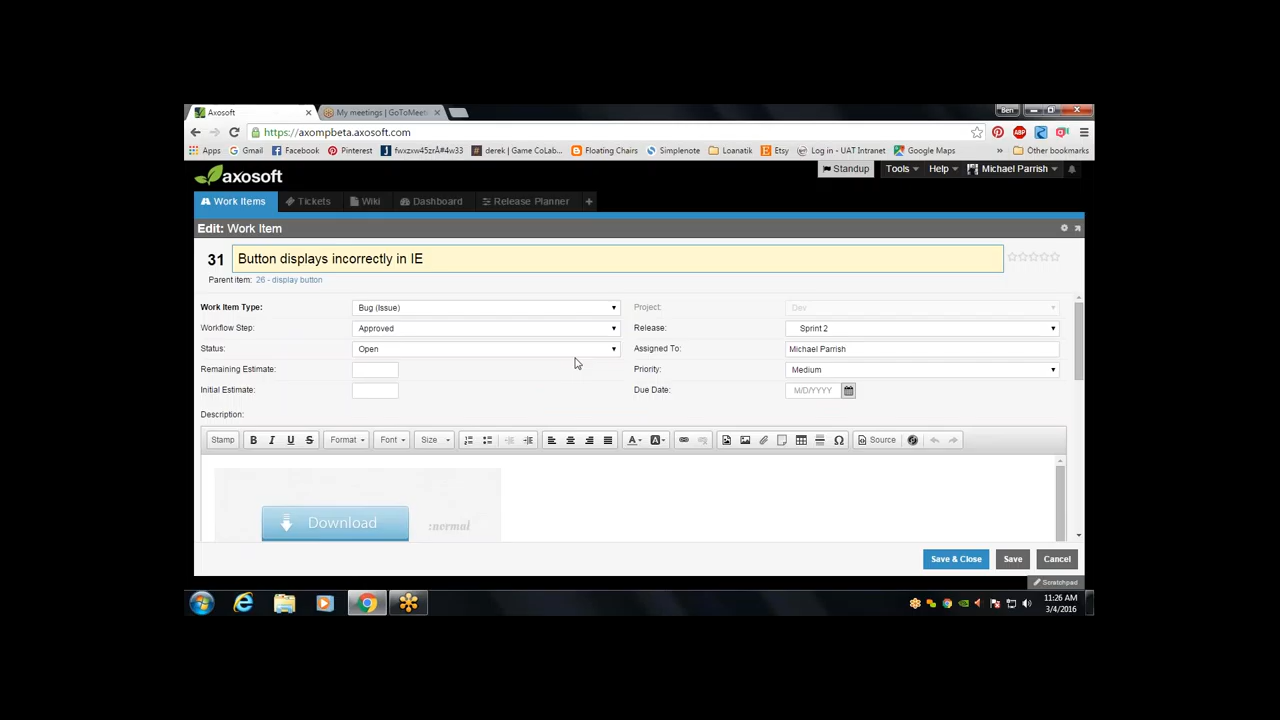 Axosoft
My meetings | GoToMeeti
Ben
https://axompbeta.axosoft.com
Apps Gmail Facebook Pinterest derek | Game CoLab... Floating Chairs Simplenote Loanatik Etsy Log in - UAT Intranet Google Maps » Other bookmarks
axosoft
Standup Tools Help Michael Parrish
Work Items Tickets Wiki Dashboard Release Planner +
Edit: Work Item
31 Button displays incorrectly in IE
Parent item: 26 - display button
Work Item Type: Bug (Issue) Project: Dev
Workflow Step: Approved Release: Sprint 2
Status: Open Assigned To: Michael Parrish
Remaining Estimate: Priority: Medium
Initial Estimate: Due Date: M/D/YYYY
Description:
Stamp B I U S Format Font Size A A Ω Source
Download :normal
Save & Close Save Cancel
Scratchpad
11:26 AM
3/4/2016